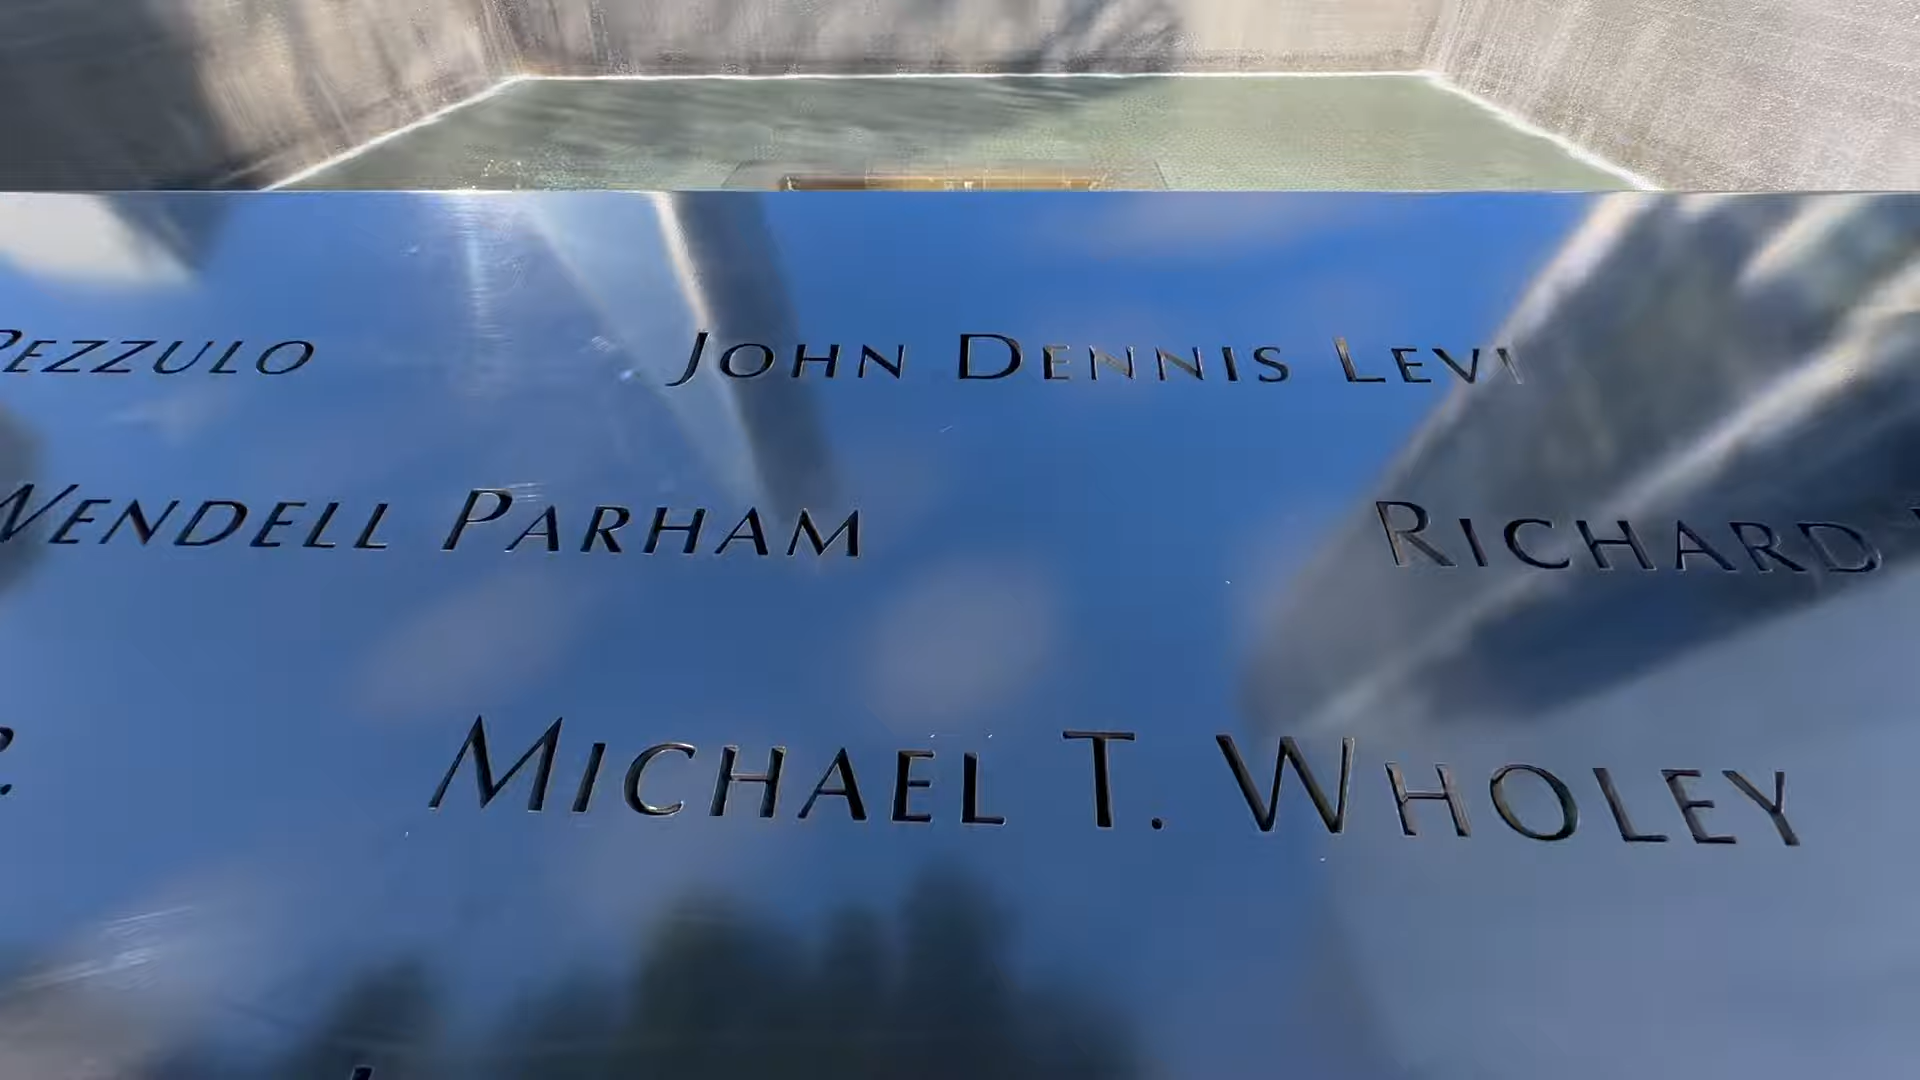 PEZZULO JOHN DENNIS LEVI
WENDELL PARHAM RICHARD
MICHAEL T. WHOLEY